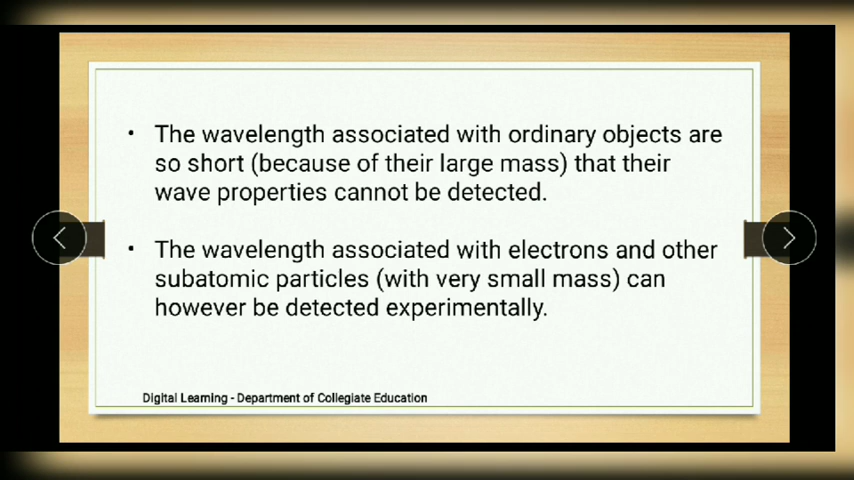 • The wavelength associated with ordinary objects are
so short (because of their large mass) that their
wave properties cannot be detected.
• The wavelength associated with electrons and other
subatomic particles (with very small mass) can
however be detected experimentally.
Digital Learning - Department of Collegiate Education